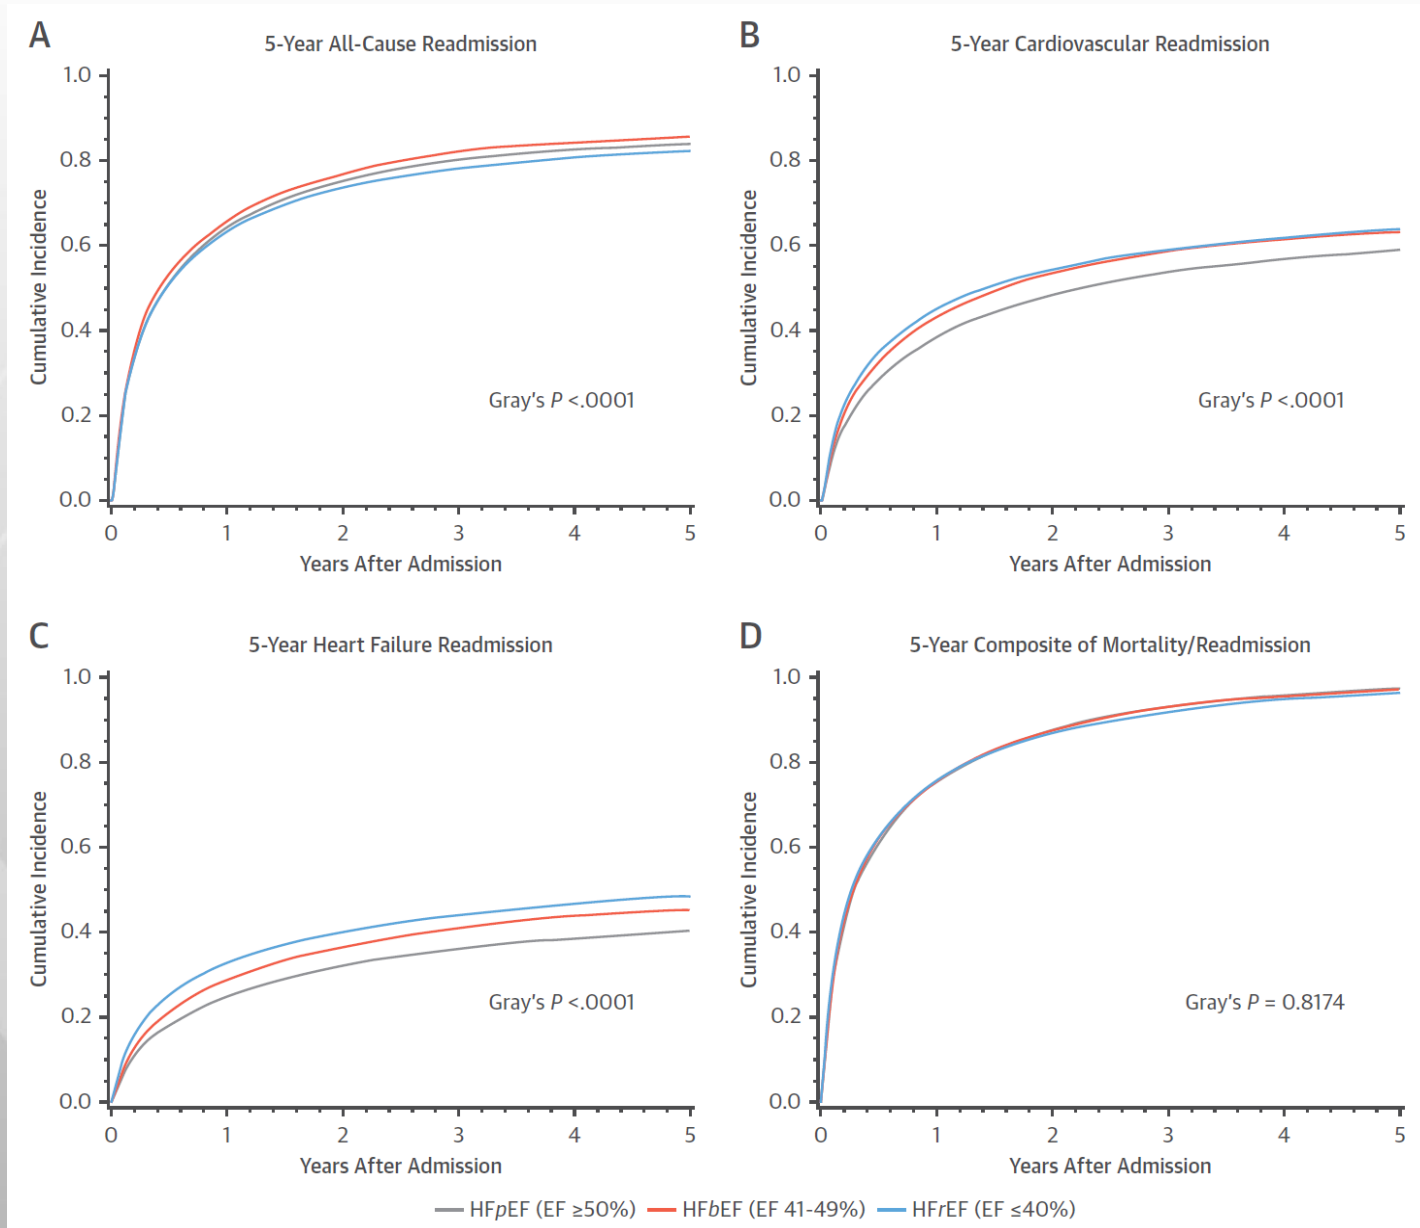 A
5-Year All-Cause Readmission
1.0
0.8
0.6
0.4
0.2
0.0
Cumulative Incidence
Gray's P <.0001
0 1 2 3 4 5
Years After Admission
B
5-Year Cardiovascular Readmission
1.0
0.8
0.6
0.4
0.2
0.0
Cumulative Incidence
Gray's P <.0001
0 1 2 3 4 5
Years After Admission
C
5-Year Heart Failure Readmission
1.0
0.8
0.6
0.4
0.2
0.0
Cumulative Incidence
Gray's P <.0001
0 1 2 3 4 5
Years After Admission
D
5-Year Composite of Mortality/Readmission
1.0
0.8
0.6
0.4
0.2
0.0
Cumulative Incidence
Gray's P = 0.8174
0 1 2 3 4 5
Years After Admission
HFpEF (EF ≥50%) HFbEF (EF 41-49%) HFrEF (EF ≤40%)